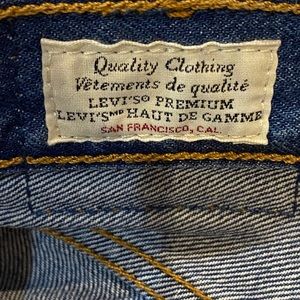 Quality Clothing
Vêtements de qualité
LEVI'S® PREMIUM
LEVI'S ᴹᴰ HAUT DE GAMME
SAN FRANCISCO, CAL.